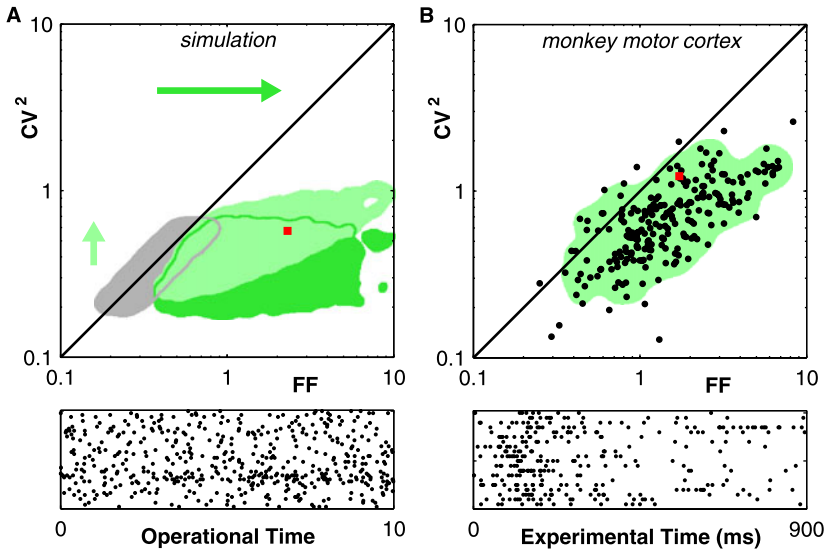 A
simulation
10
1
0.1
CV²
0.1
1
FF
10
0
10
Operational Time
B
monkey motor cortex
10
1
0.1
CV²
0.1
1
FF
10
0
900
Experimental Time (ms)